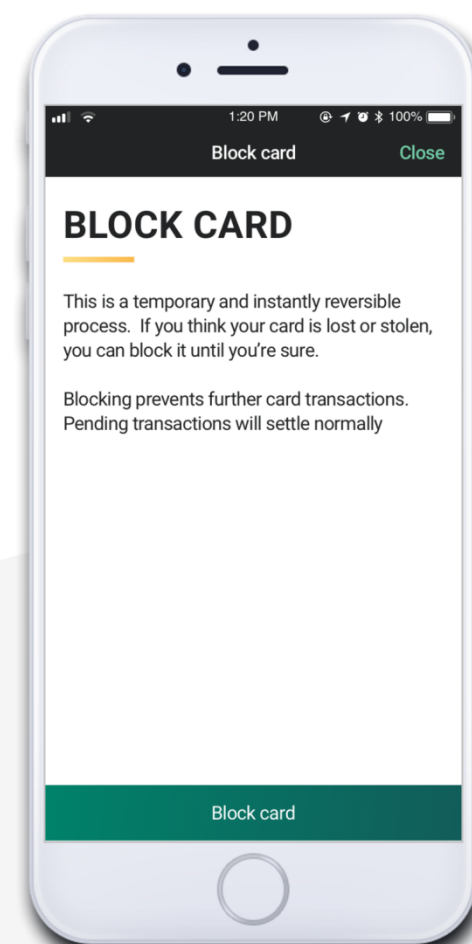 1:20 PM 100%
Block card Close
BLOCK CARD
This is a temporary and instantly reversible
process.  If you think your card is lost or stolen,
you can block it until you’re sure.
Blocking prevents further card transactions.
Pending transactions will settle normally
Block card